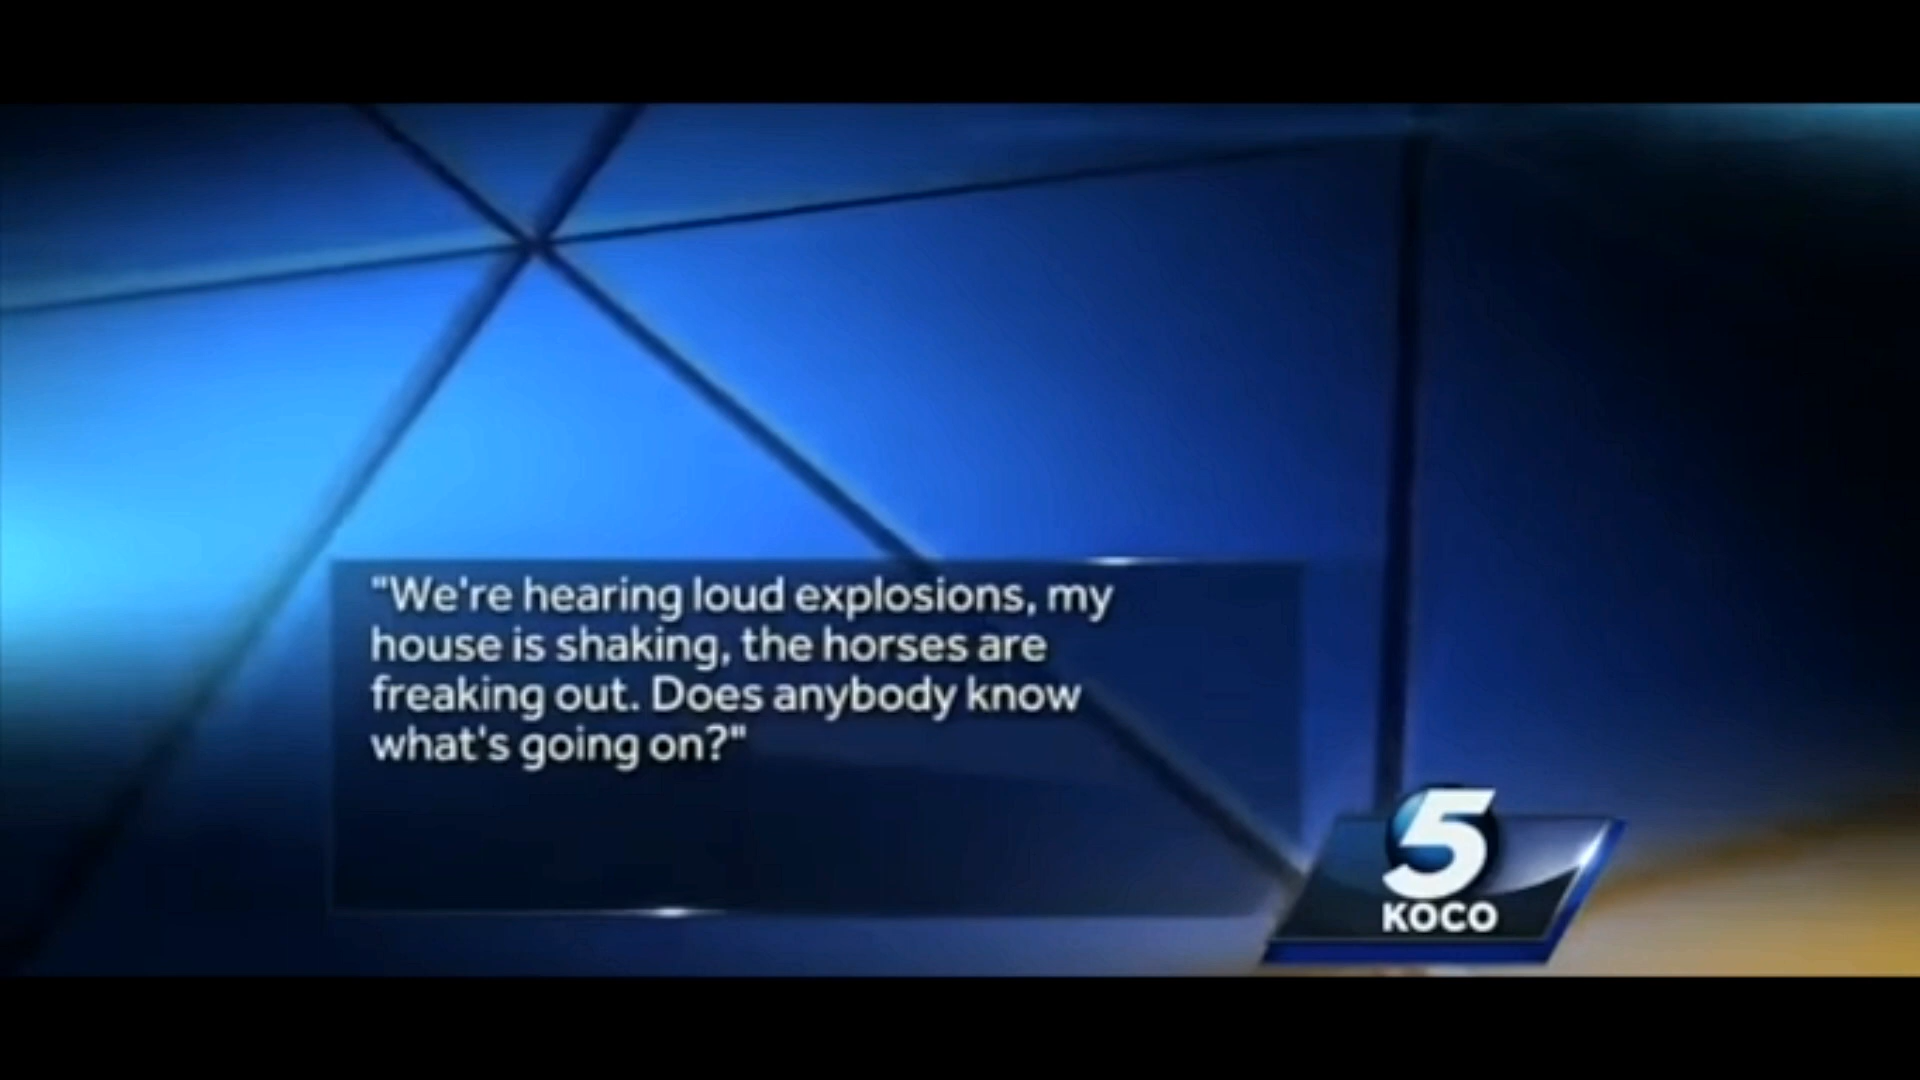 "We're hearing loud explosions, my
house is shaking, the horses are
freaking out. Does anybody know
what's going on?"
5
KOCO